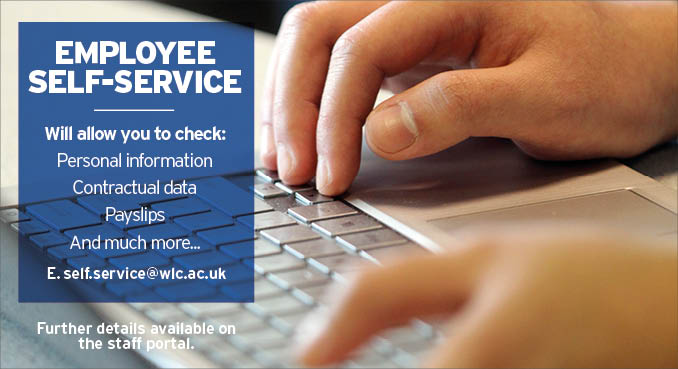 EMPLOYEE
SELF-SERVICE
Will allow you to check:
Personal information
Contractual data
Payslips
And much more...
E. self.service@wlc.ac.uk
Further details available on
the staff portal.